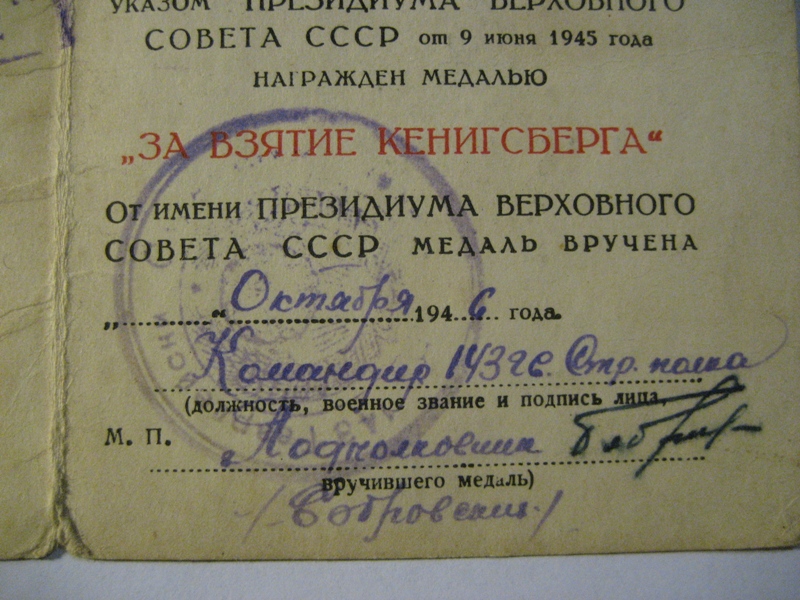 УКАЗОМ ПРЕЗИДИУМА ВЕРХОВНОГО
СОВЕТА СССР от 9 июня 1945 года
НАГРАЖДЕН МЕДАЛЬЮ
„ЗА ВЗЯТИЕ КЕНИГСБЕРГА“
ОТ ИМЕНИ ПРЕЗИДИУМА ВЕРХОВНОГО
СОВЕТА СССР МЕДАЛЬ ВРУЧЕНА
„ “ Октября 1946 года.
Командир 143 гв. Стр. полка
(должность, военное звание и подпись лица,
М. П. Подполковник
вручившего медаль)
/Бобровский/